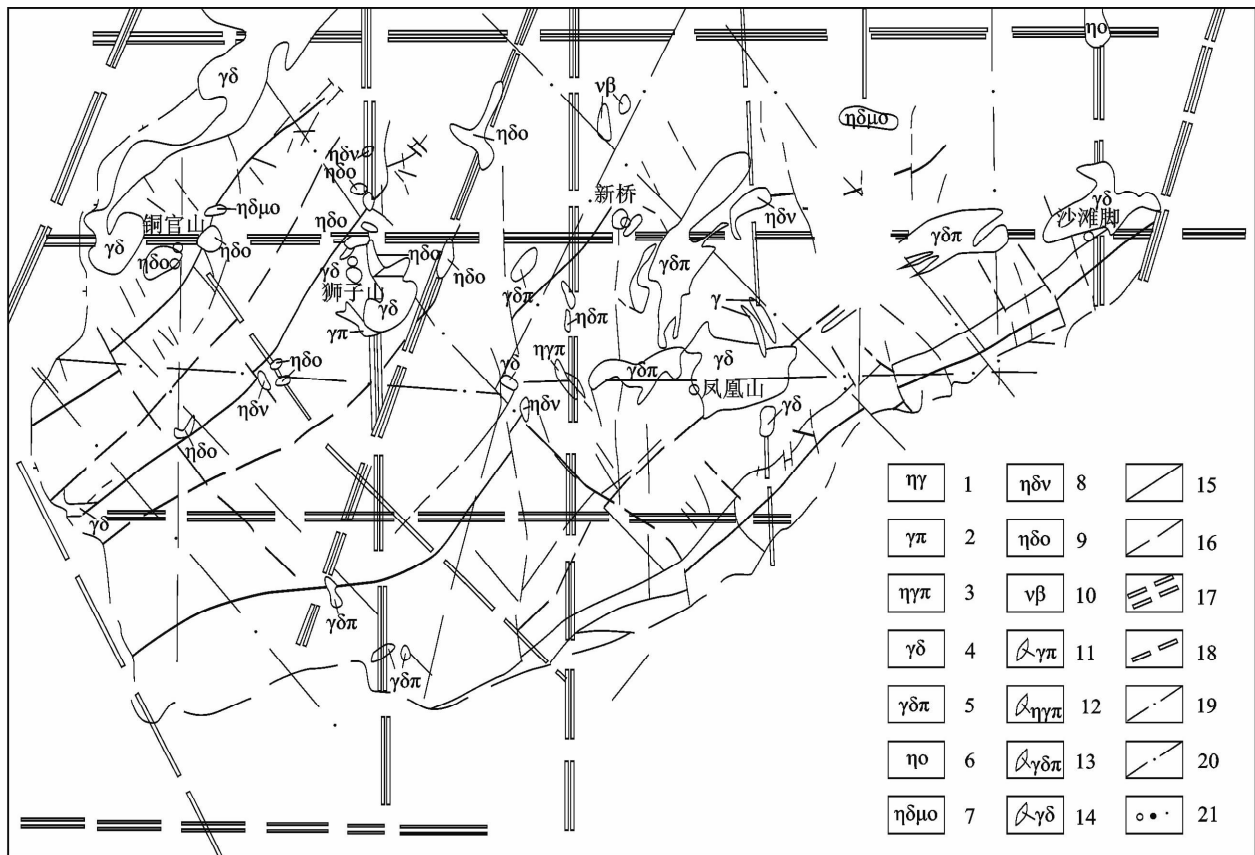 ηο
γδ
νβ
ηδμο
ηδο
ηδν
ηδο
新桥
γδ
沙滩脚
ηδμο
ηδο
ηδν
铜官山
γδ
ηδο
ηδο
ηδο
ηδο
γδπ
γδπ
γδπ
γδ
狮子山
γδ
γπ
γ
ηδπ
ηδο
ηδν
γδ
ηγπ
γδπ
γδ
凤凰山
ηδν
γδ
ηδο
γδ
γδπ
γδπ
ηγ 1
γπ 2
ηγπ 3
γδ 4
γδπ 5
ηο 6
ηδμο 7
ηδν 8
ηδο 9
νβ 10
γπ 11
ηγπ 12
γδπ 13
γδ 14
15
16
17
18
19
20
21